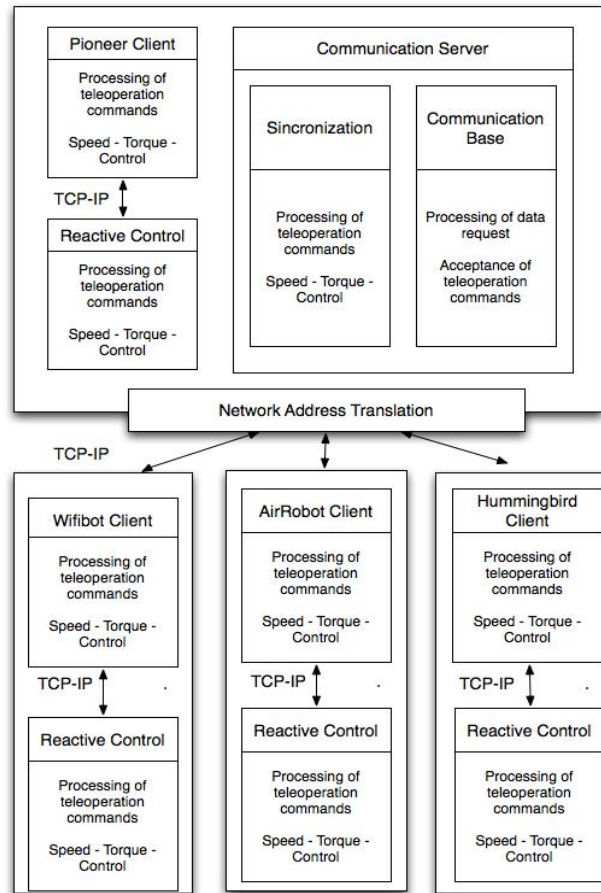 Pioneer Client
Processing of
teleoperation
commands
Speed - Torque -
Control
TCP-IP
Reactive Control
Processing of
teleoperation
commands
Speed - Torque -
Control
Communication Server
Sincronization
Processing of
teleoperation
commands
Speed - Torque -
Control
Communication
Base
Processing of data
request
Acceptance of
teleoperation
commands
Network Address Translation
TCP-IP
Wifibot Client
Processing of
teleoperation
commands
Speed - Torque -
Control
TCP-IP
.
Reactive Control
Processing of
teleoperation
commands
Speed - Torque -
Control
AirRobot Client
Processing of
teleoperation
commands
Speed - Torque -
Control
TCP-IP
.
Reactive Control
Processing of
teleoperation
commands
Speed - Torque -
Control
Hummingbird
Client
Processing of
teleoperation
commands
Speed - Torque -
Control
TCP-IP
.
Reactive Control
Processing of
teleoperation
commands
Speed - Torque -
Control